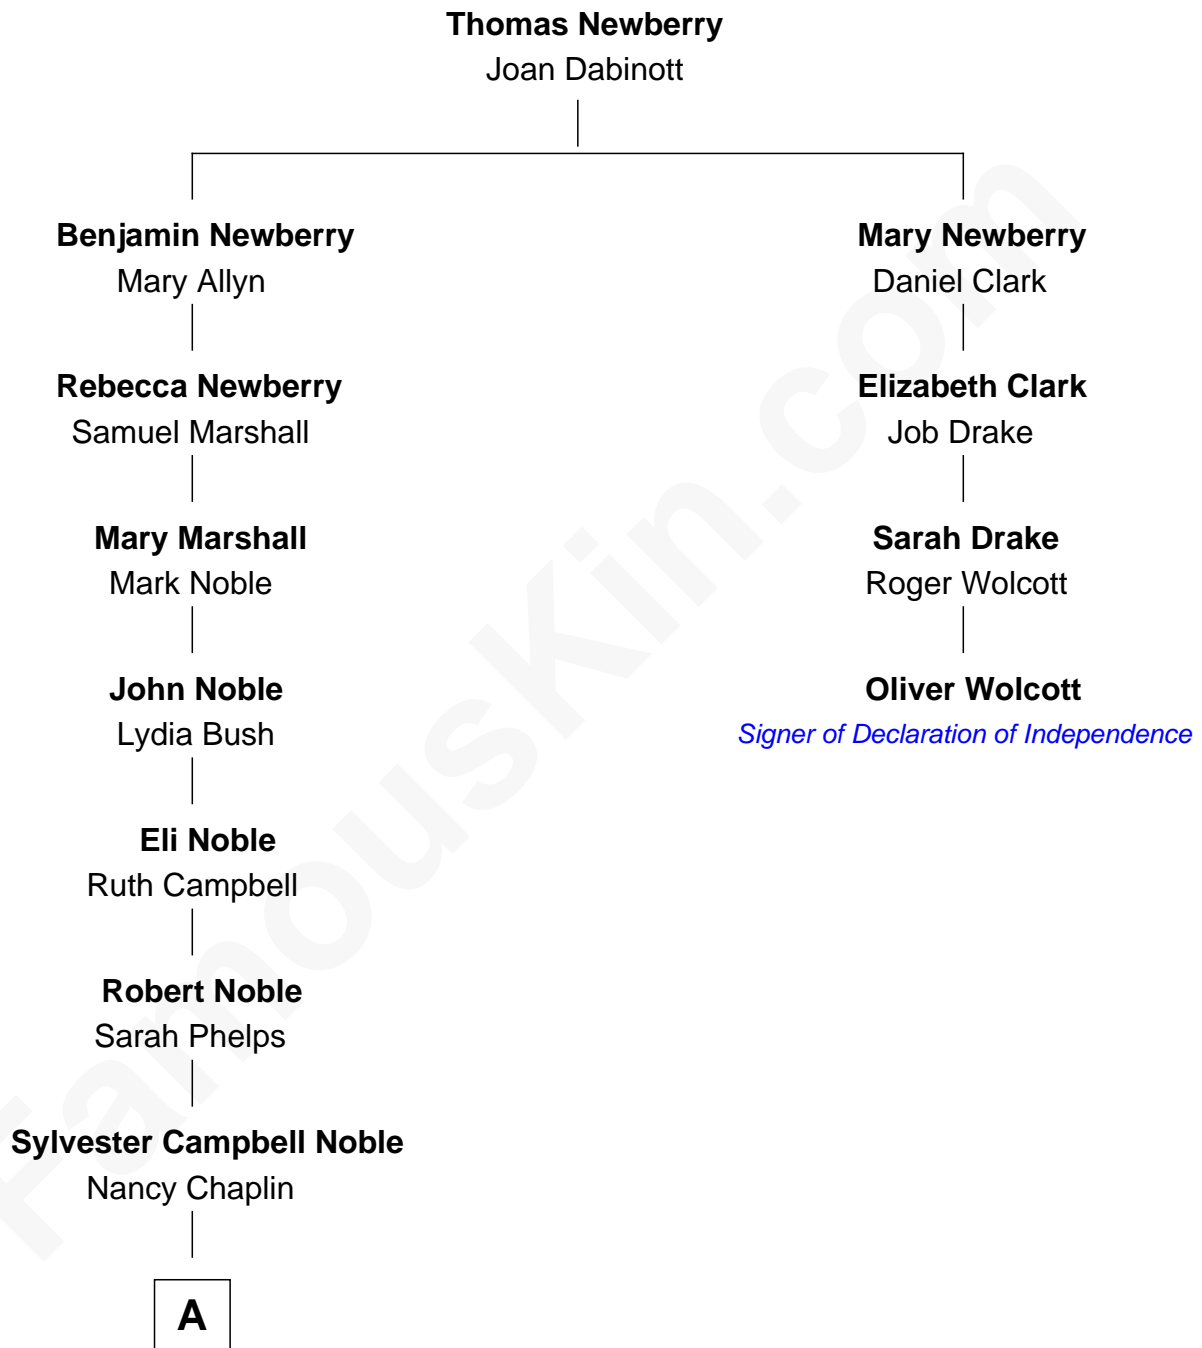 Thomas Newberry
Joan Dabinott
Benjamin Newberry
Mary Allyn
Mary Newberry
Daniel Clark
Rebecca Newberry
Samuel Marshall
Elizabeth Clark
Job Drake
Mary Marshall
Mark Noble
Sarah Drake
Roger Wolcott
John Noble
Lydia Bush
Oliver Wolcott
Signer of Declaration of Independence
Eli Noble
Ruth Campbell
Robert Noble
Sarah Phelps
Sylvester Campbell Noble
Nancy Chaplin
A
FamousKin.com